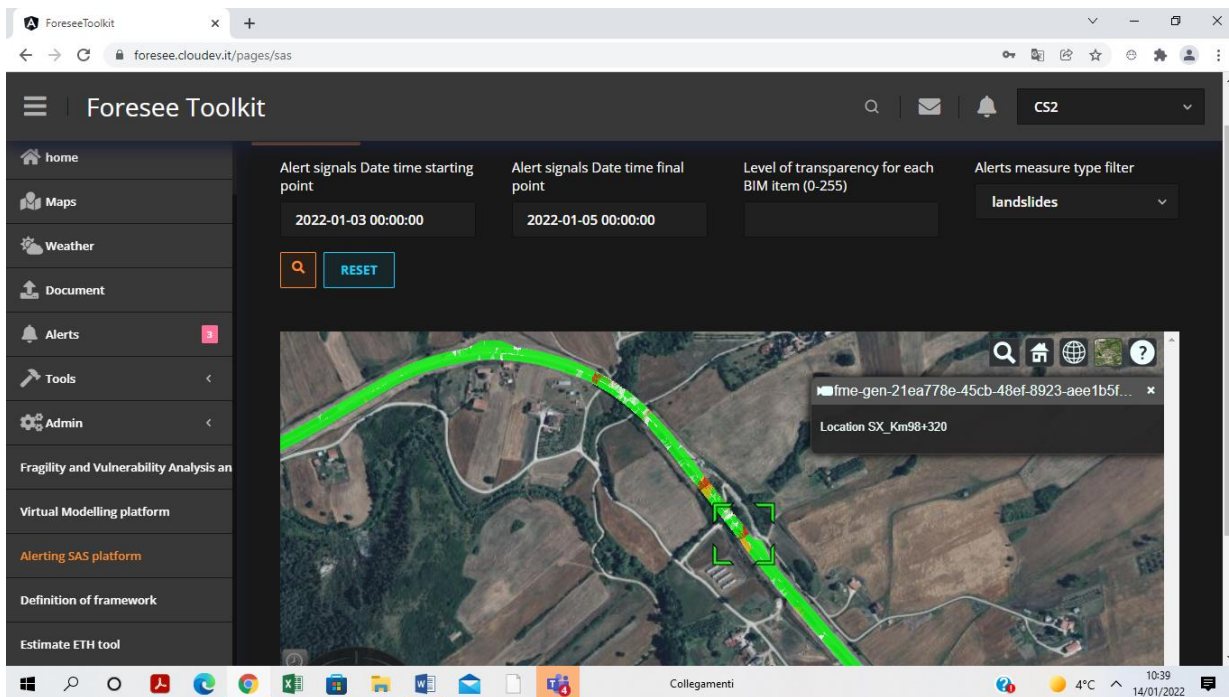 ForeseeToolkit
foresee.cloudev.it/pages/sas
Foresee Toolkit
CS2
home
Maps
Weather
Document
Alerts 3
Tools
Admin
Fragility and Vulnerability Analysis an
Virtual Modelling platform
Alerting SAS platform
Definition of framework
Estimate ETH tool
Alert signals Date time starting
point
2022-01-03 00:00:00
Alert signals Date time final
point
2022-01-05 00:00:00
Level of transparency for each
BIM item (0-255)
Alerts measure type filter
landslides
RESET
fme-gen-21ea778e-45cb-48ef-8923-aee1b5f...
Location SX_Km98+320
Collegamenti
4°C
10:39
14/01/2022